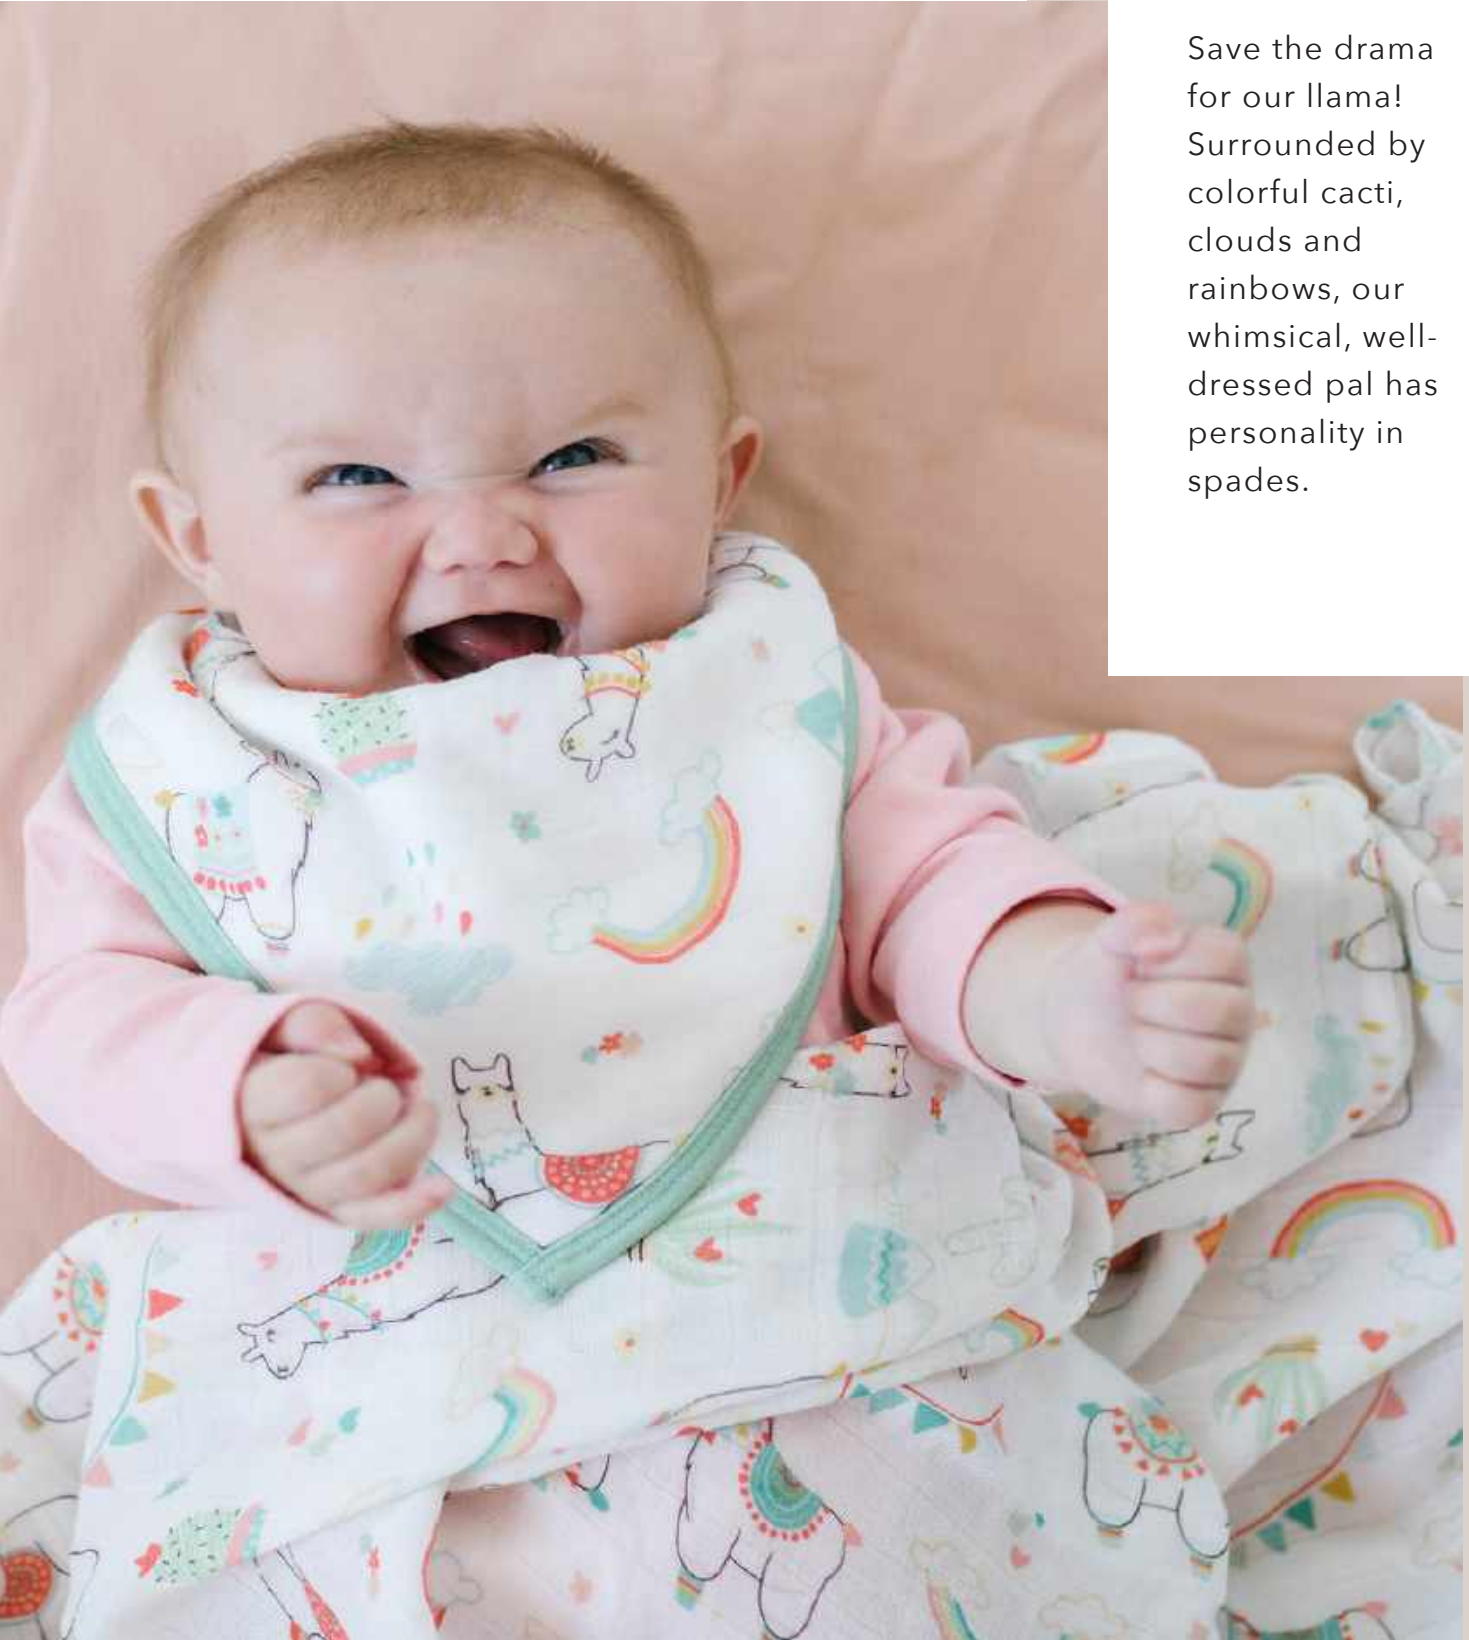 Save the drama
for our llama!
Surrounded by
colorful cacti,
clouds and
rainbows, our
whimsical, well-
dressed pal has
personality in
spades.